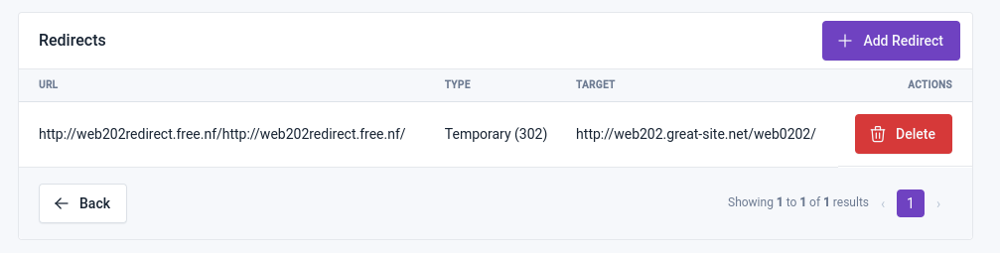 Redirects
Add Redirect
URL TYPE TARGET ACTIONS
http://web202redirect.free.nf/http://web202redirect.free.nf/ Temporary (302) http://web202.great-site.net/web0202/ Delete
Back Showing 1 to 1 of 1 results ‹ 1 ›